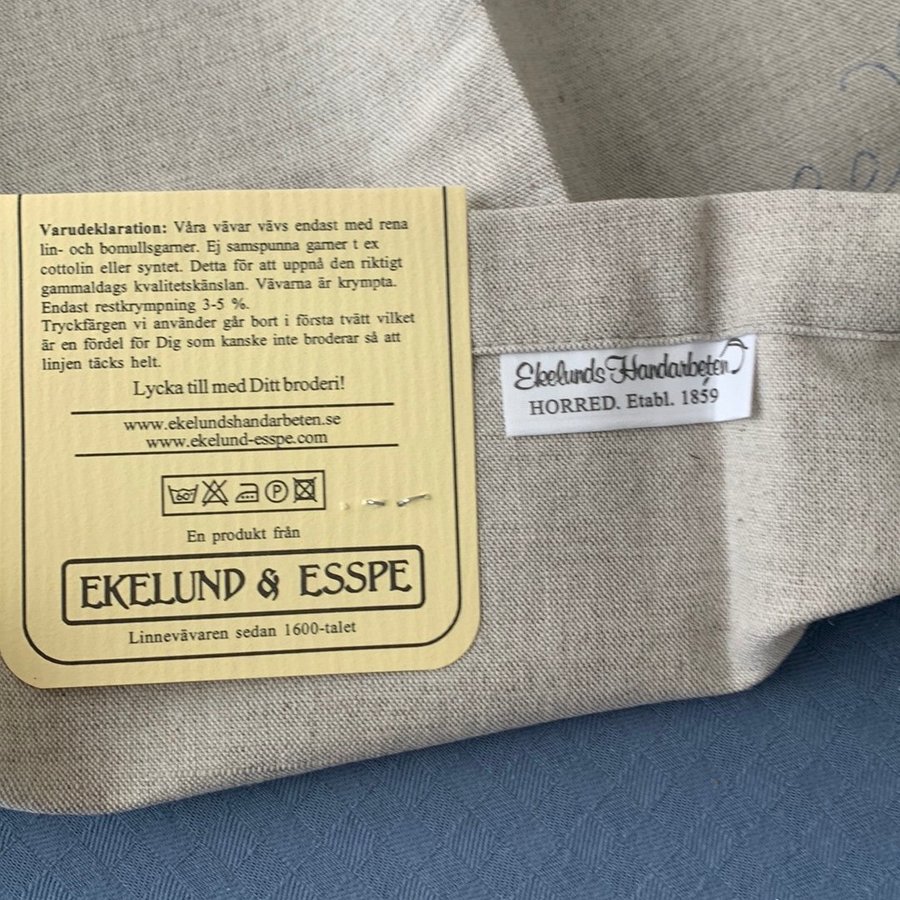 Varudeklaration: Våra vävar vävs endast med rena
lin- och bomullsgarner. Ej samspunna garner t ex
cottolin eller syntet. Detta för att uppnå den riktigt
gammaldags kvalitetskänslan. Vävarna är krympta.
Endast restkrympning 3-5 %.
Tryckfärgen vi använder går bort i första tvätt vilket
är en fördel för Dig som kanske inte broderar så att
linjen täcks helt.
Lycka till med Ditt broderi!
www.ekelundshandarbeten.se
www.ekelund-esspe.com
60 P
En produkt från
EKELUND & ESSPE
Linnevävaren sedan 1600-talet
Ekelunds Handarbeten
HORRED. Etabl. 1859